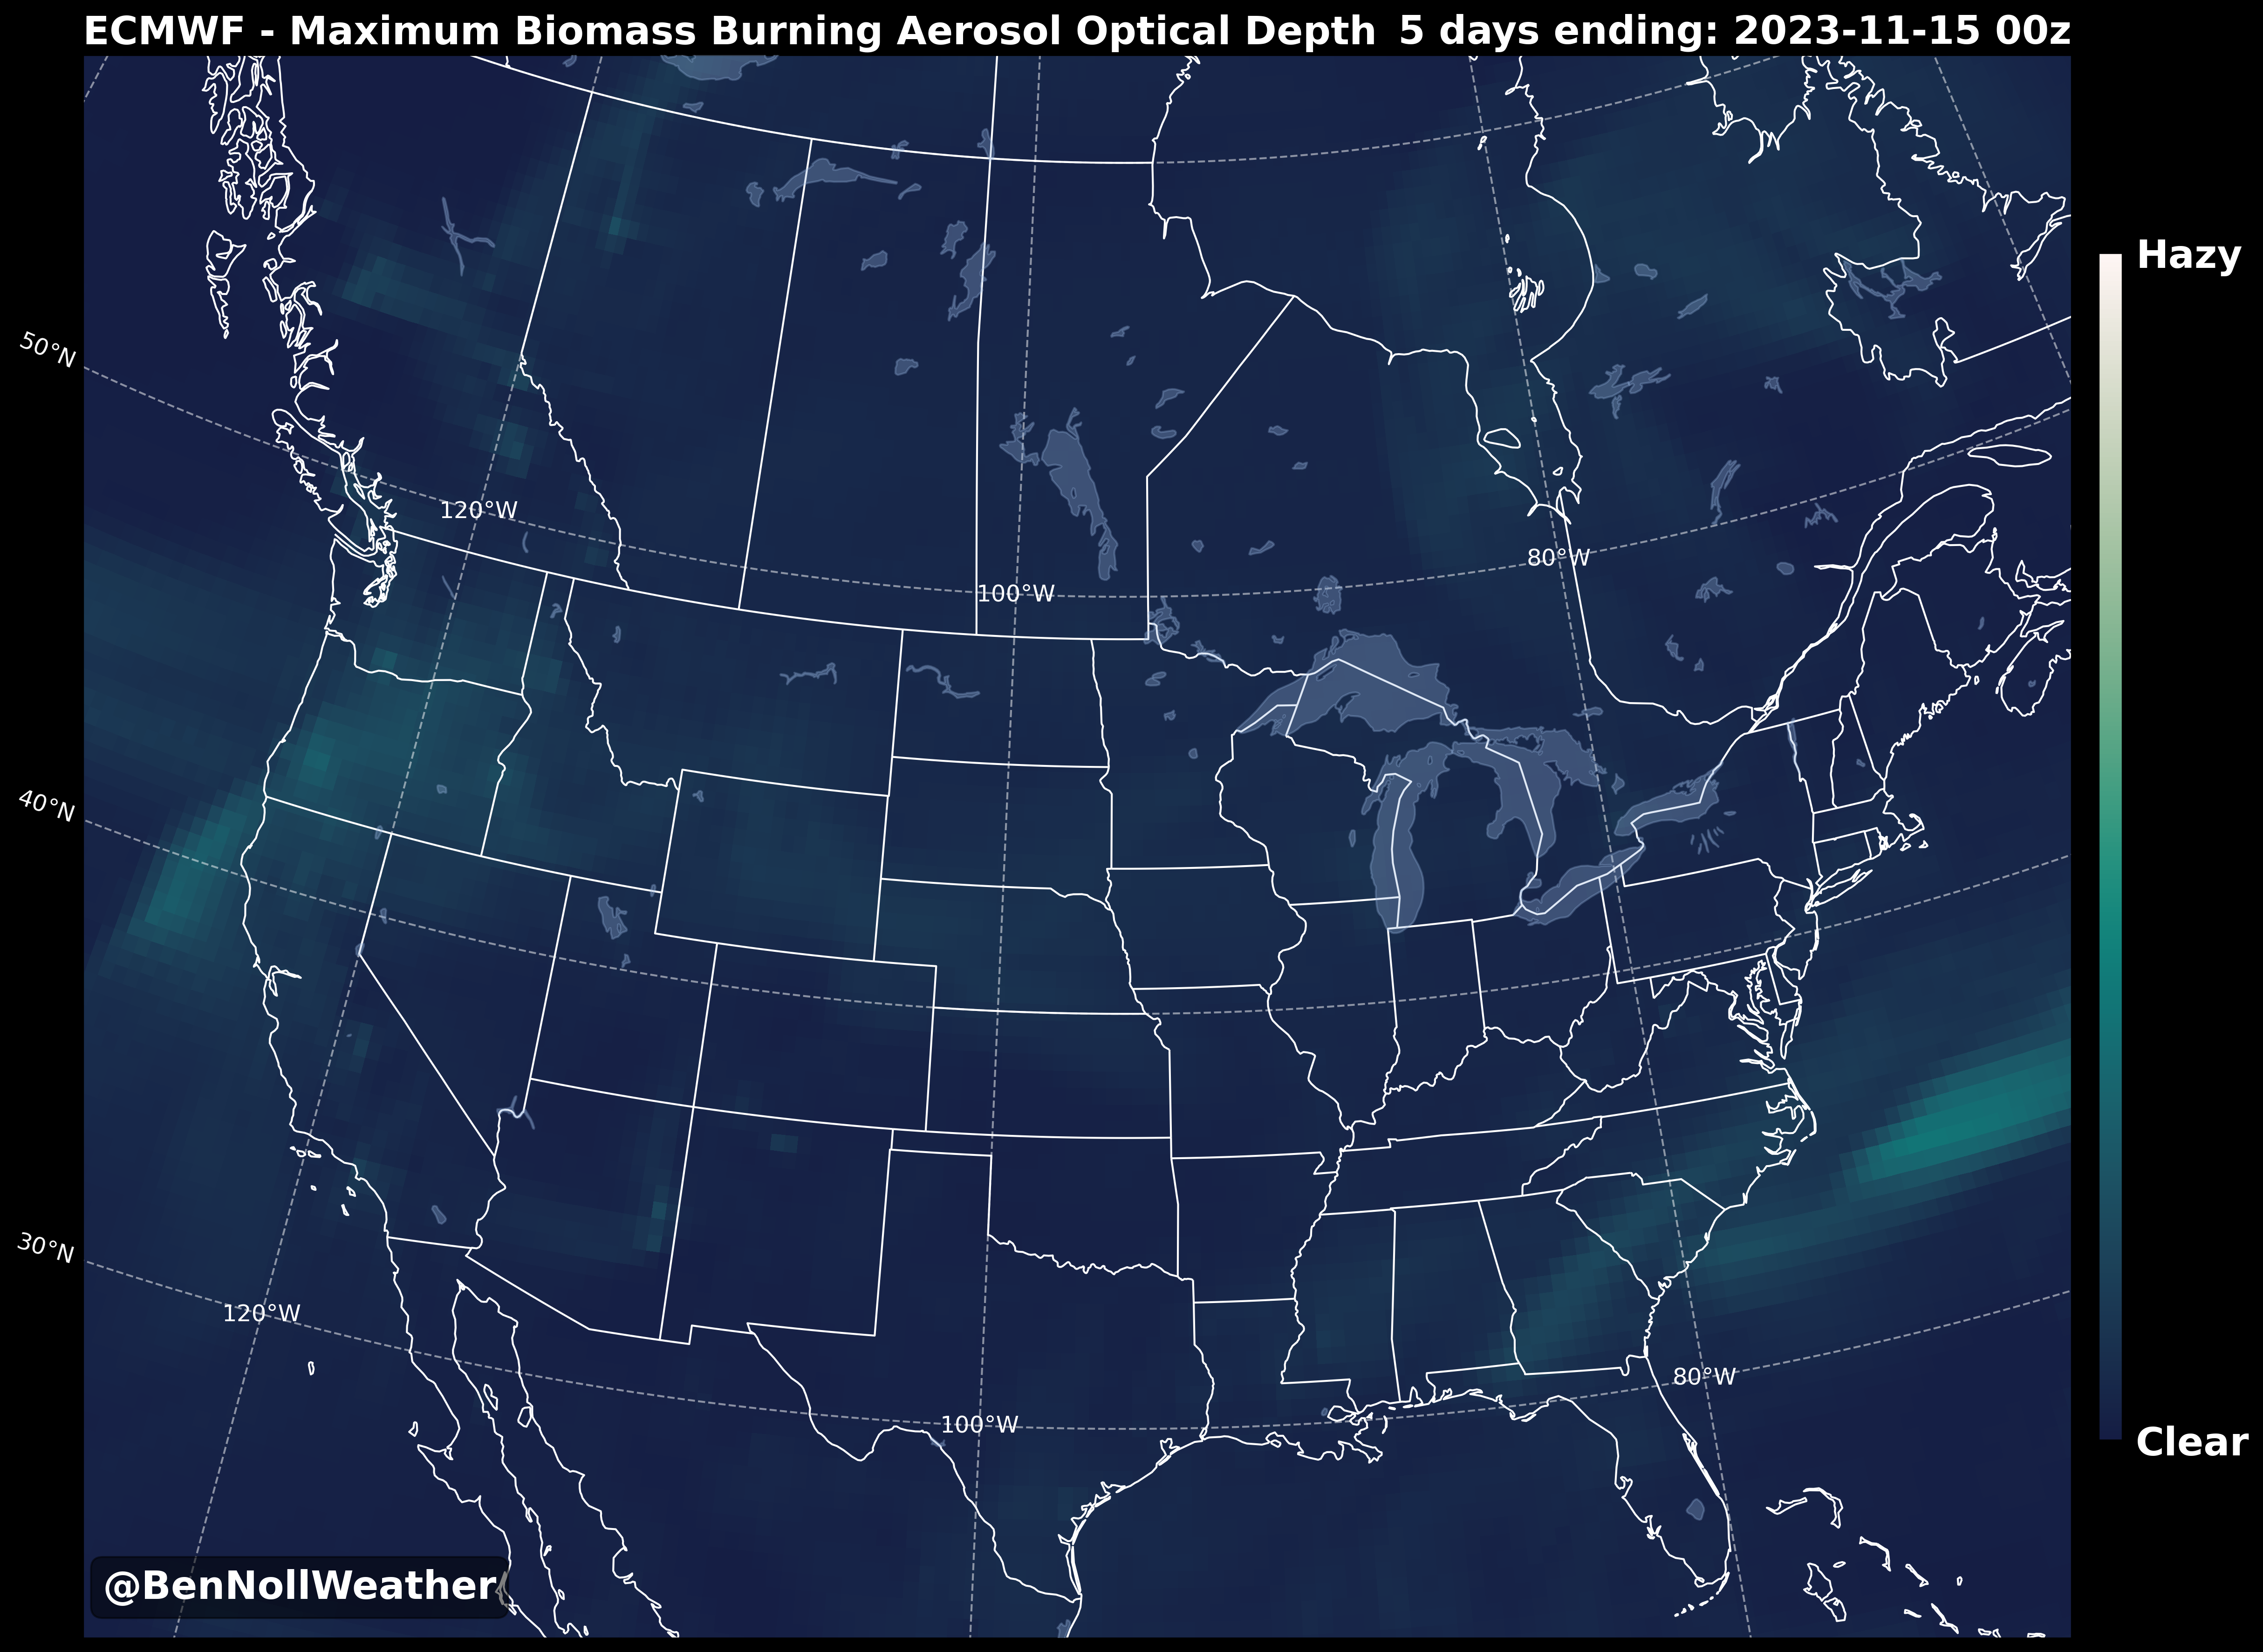 ECMWF - Maximum Biomass Burning Aerosol Optical Depth 5 days ending: 2023-11-15 00z
Hazy
50°N
120°W
80°W
100°W
40°N
30°N
120°W
80°W
100°W
Clear
@BenNollWeather